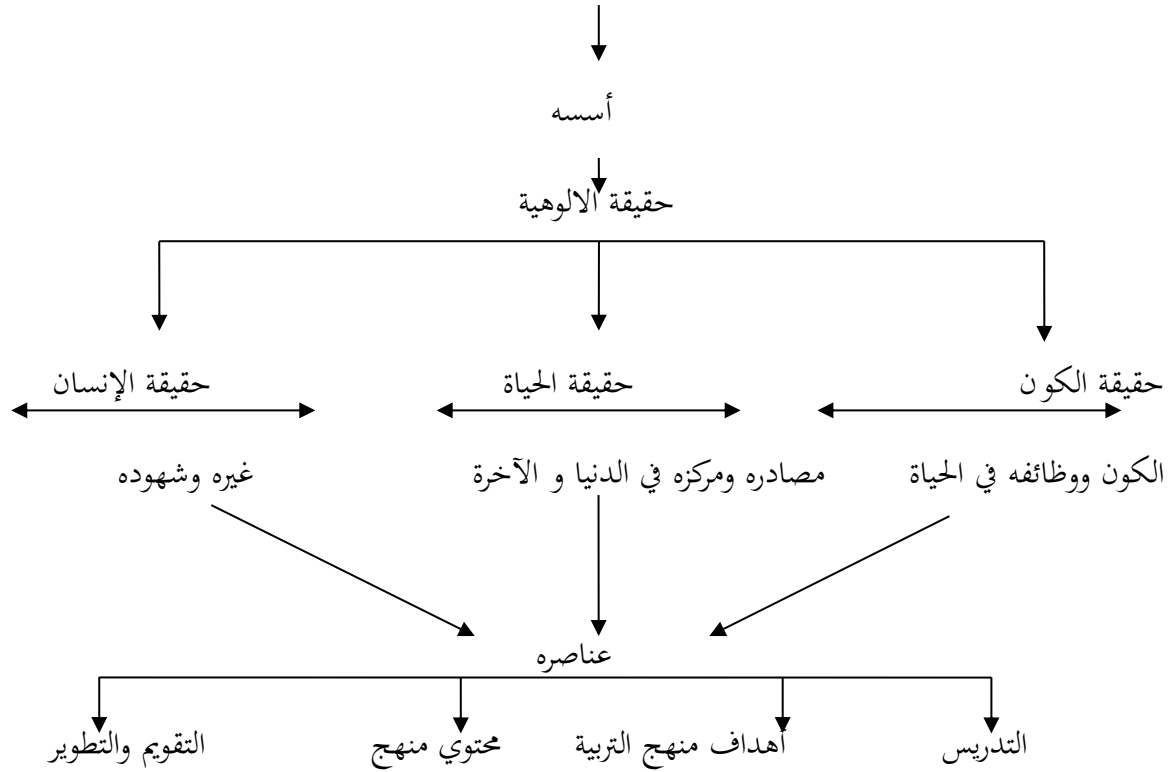 أسسه
حقيقة الالوهية
حقيقة الكون حقيقة الحياة حقيقة الإنسان
الكون ووظائفه في الحياة مصادره ومركزه في الدنيا و الآخرة غيره وشهوده
عناصره
التدريس أهداف منهج التربية محتوي منهج التقويم والتطوير